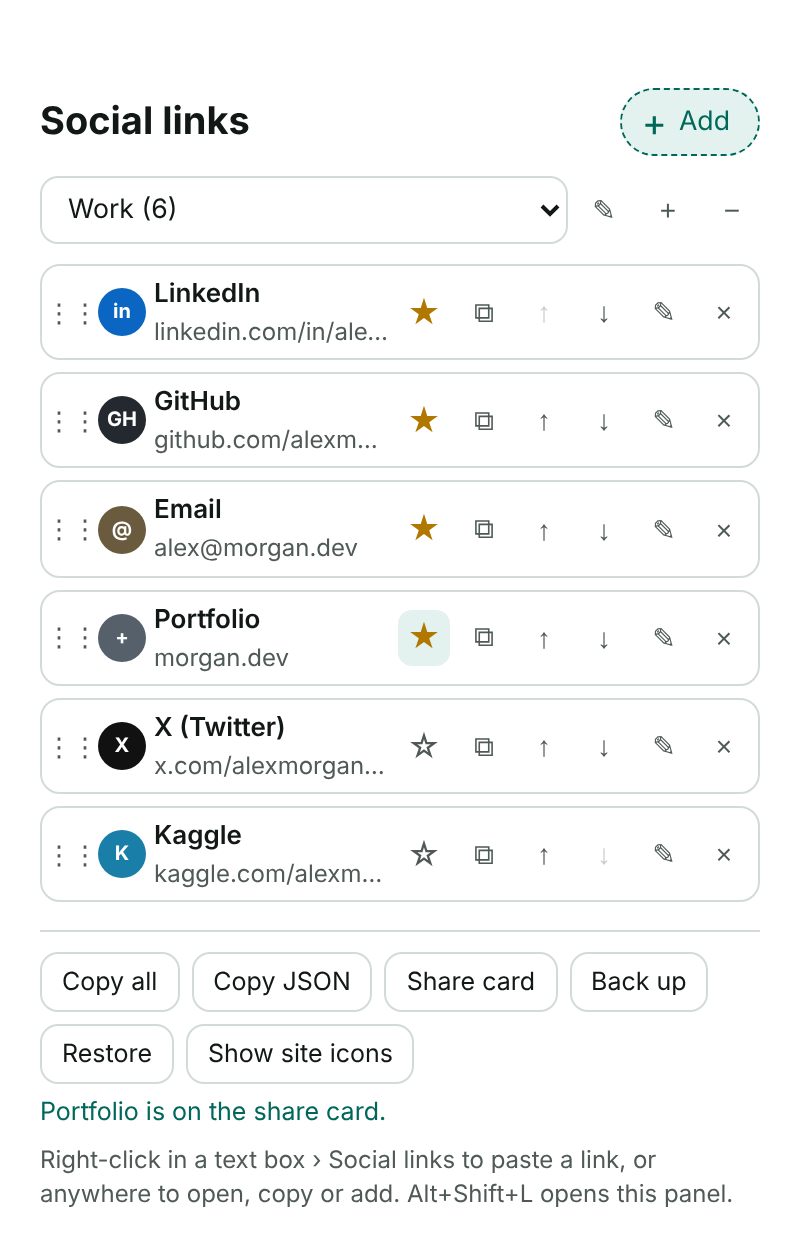 Social links
+ Add
Work (6)
✎ + −
in LinkedIn
linkedin.com/in/ale...
★ ⧉ ↑ ↓ ✎ ×
GH GitHub
github.com/alexm...
★ ⧉ ↑ ↓ ✎ ×
@ Email
alex@morgan.dev
★ ⧉ ↑ ↓ ✎ ×
+ Portfolio
morgan.dev
★ ⧉ ↑ ↓ ✎ ×
X X (Twitter)
x.com/alexmorgan...
☆ ⧉ ↑ ↓ ✎ ×
K Kaggle
kaggle.com/alexm...
☆ ⧉ ↑ ↓ ✎ ×
Copy all Copy JSON Share card Back up
Restore Show site icons
Portfolio is on the share card.
Right-click in a text box › Social links to paste a link, or
anywhere to open, copy or add. Alt+Shift+L opens this panel.